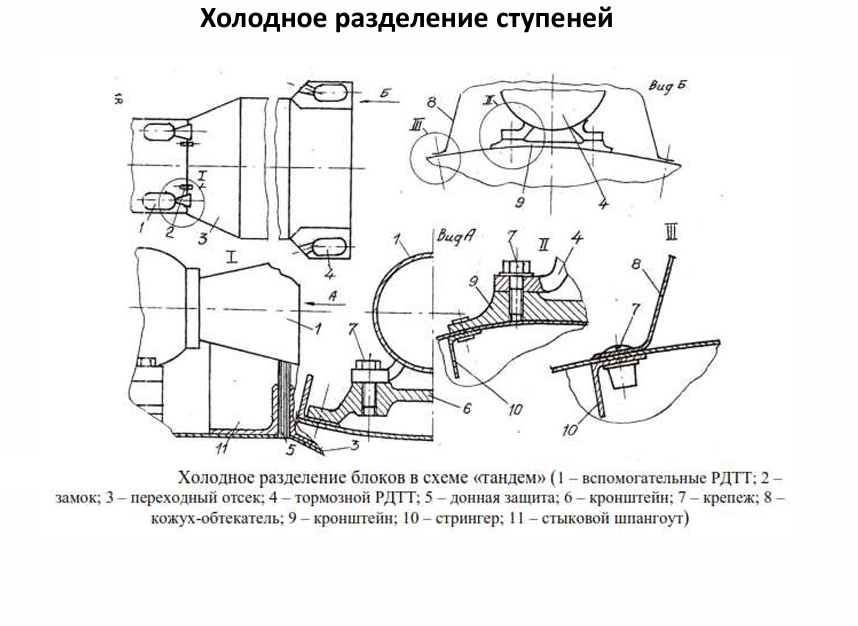 Холодное разделение ступеней
Б
Вид Б
8
II
III
I
9
4
1
2
3
4
I
1
Вид А
7
II
4
III
А
9
8
1
7
7
6
10
10
11
5
3
Холодное разделение блоков в схеме «тандем» (1 – вспомогательные РДТТ; 2 –
замок; 3 – переходный отсек; 4 – тормозной РДТТ; 5 – донная защита; 6 – кронштейн; 7 – крепеж; 8 –
кожух-обтекатель; 9 – кронштейн; 10 – стрингер; 11 – стыковой шпангоут)